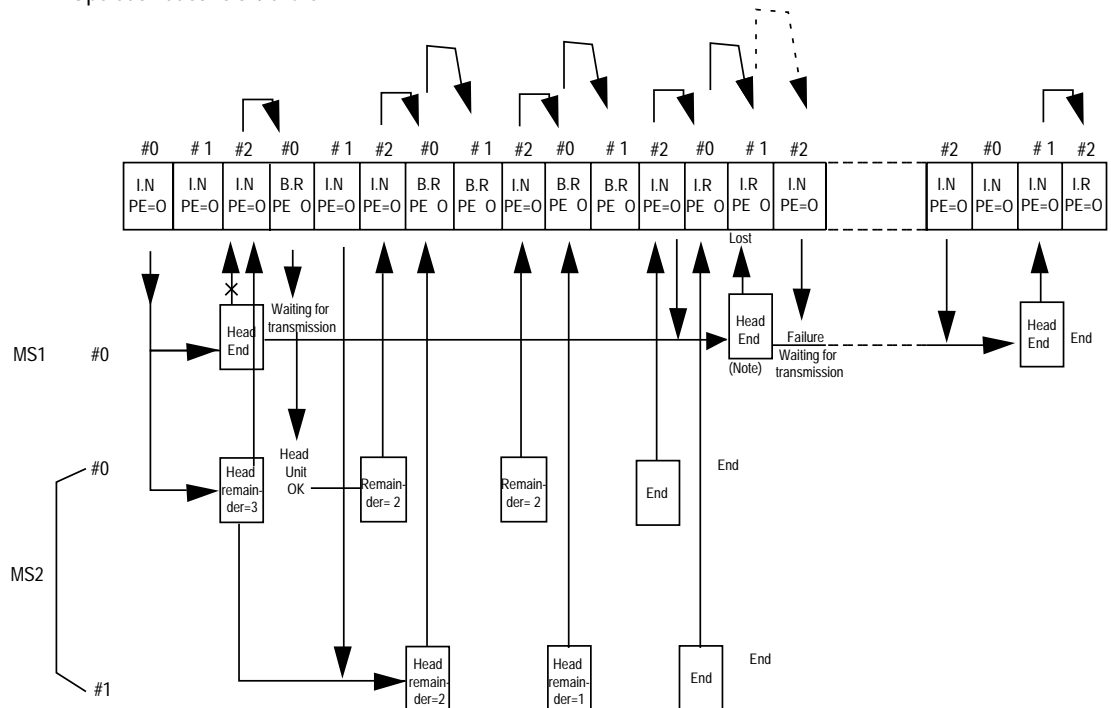 #0 # 1 #2 #0 # 1 #2 #0 # 1 #2 #0 # 1 #2 #0 # 1 #2 #2 #0 # 1 #2
I.N I.N I.N B.R I.N I.N B.R B.R I.N B.R B.R I.N I.R I.R I.N I.N I.N I.N I.R
PE=O PE=O PE=O PE O PE=O PE=O PE O PE O PE=O PE O PE O PE=O PE O PE O PE=O PE=O PE=O PE=O PE O
Lost
Waiting for
transmission
Head
End
Head
End
(Note)
Failure
Waiting for
transmission
Head
End
End
MS1 #0
#0
Head
remain-
der=3
Head
Unit
OK
Remain-
der= 2
Remain-
der= 2
End
End
MS2
#1
Head
remain-
der=2
Head
remain-
der=1
End
End